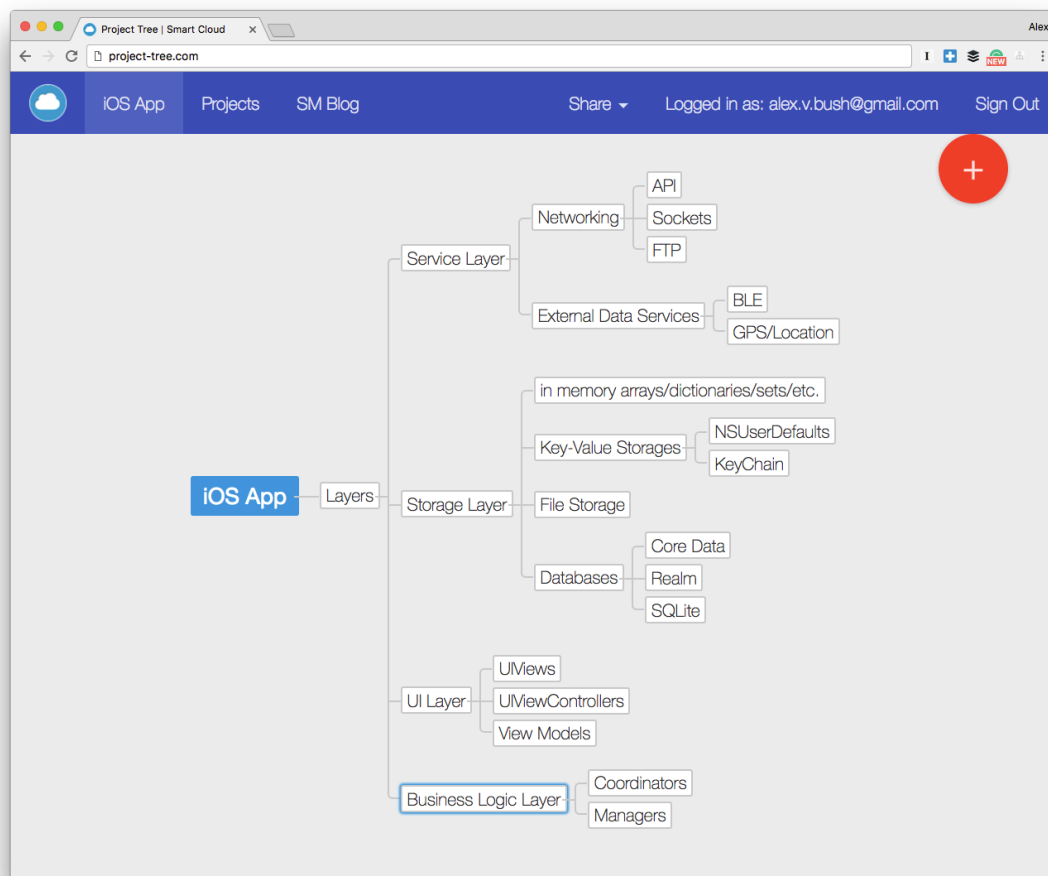 Project Tree | Smart Cloud
Alex
project-tree.com
NEW
iOS App
Projects
SM Blog
Share
Logged in as: alex.v.bush@gmail.com
Sign Out
+
API
Networking
Sockets
FTP
Service Layer
BLE
External Data Services
GPS/Location
in memory arrays/dictionaries/sets/etc.
NSUserDefaults
Key-Value Storages
KeyChain
iOS App
Layers
Storage Layer
File Storage
Core Data
Databases
Realm
SQLite
UIViews
UI Layer
UIViewControllers
View Models
Business Logic Layer
Coordinators
Managers